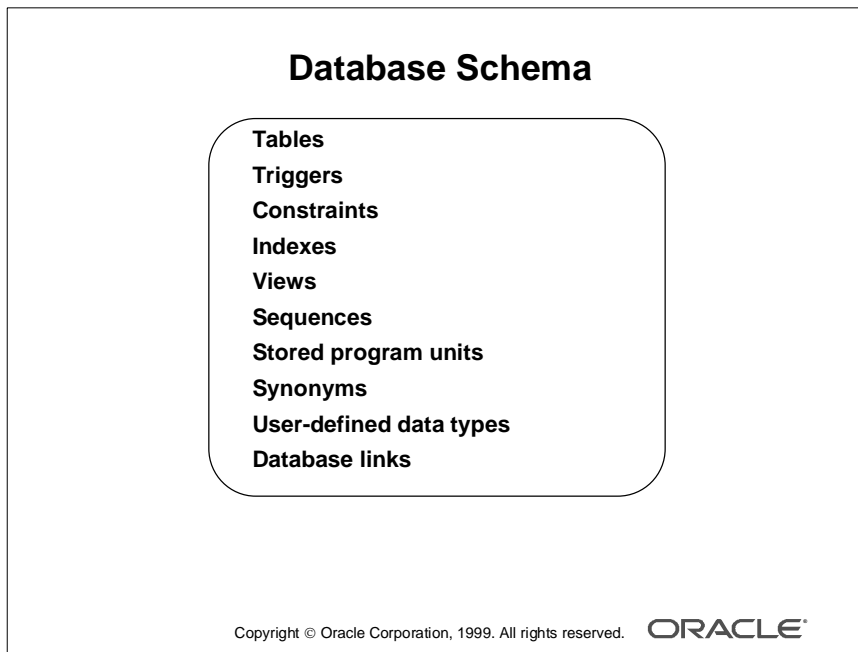 Database Schema
Tables
Triggers
Constraints
Indexes
Views
Sequences
Stored program units
Synonyms
User-defined data types
Database links
Copyright © Oracle Corporation, 1999. All rights reserved. ORACLE®